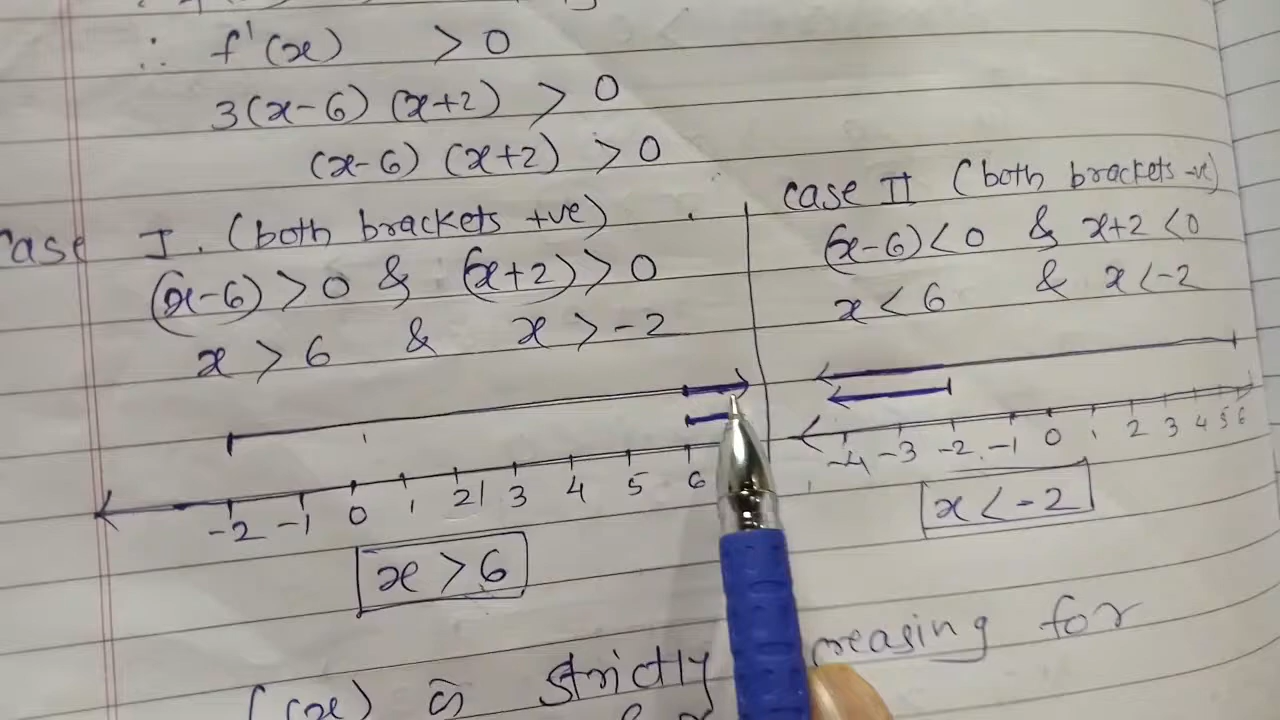 ∴ f'(x) > 0
3(x-6) (x+2) > 0
(x-6) (x+2) > 0
Case I. (both brackets +ve)
(x-6) > 0 & (x+2) > 0
x > 6 & x > -2
-2 -1 0 1 2 3 4 5 6
x > 6
Case II (both brackets -ve)
(x-6) < 0 & x+2 < 0
x < 6 & x < -2
-4 -3 -2 -1 0 1 2 3 4 5 6
x < -2
f(x) is strictly creasing for